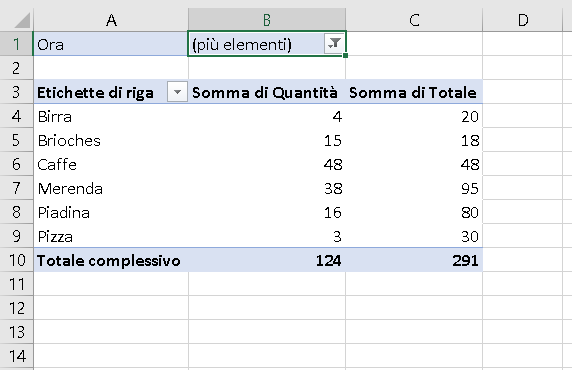 A B C D
1 Ora (più elementi)
2
3 Etichette di riga Somma di Quantità Somma di Totale
4 Birra 4 20
5 Brioches 15 18
6 Caffe 48 48
7 Merenda 38 95
8 Piadina 16 80
9 Pizza 3 30
10 Totale complessivo 124 291
11
12
13
14